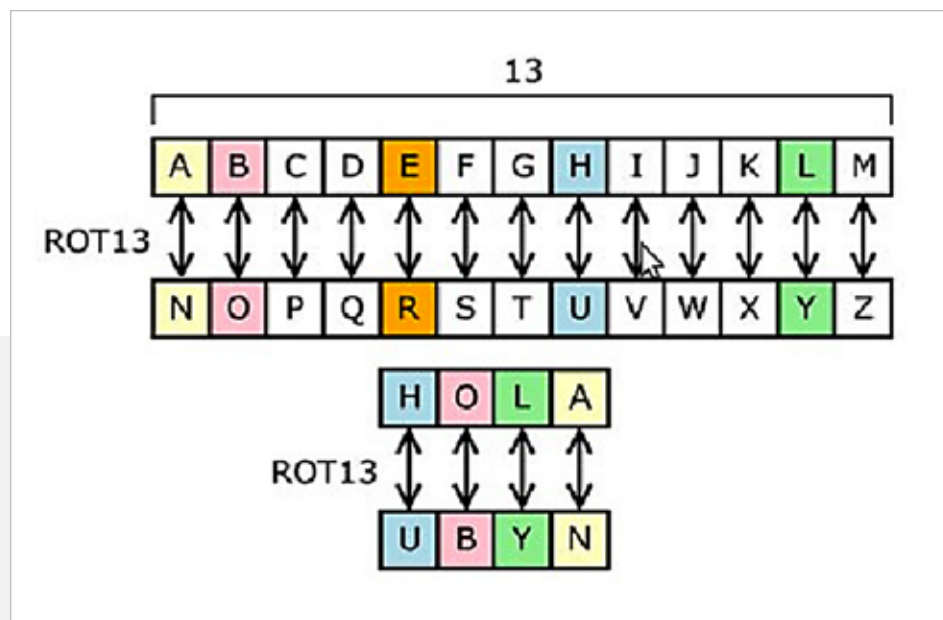 13
A B C D E F G H I J K L M
ROT13
N O P Q R S T U V W X Y Z
H O L A
ROT13
U B Y N